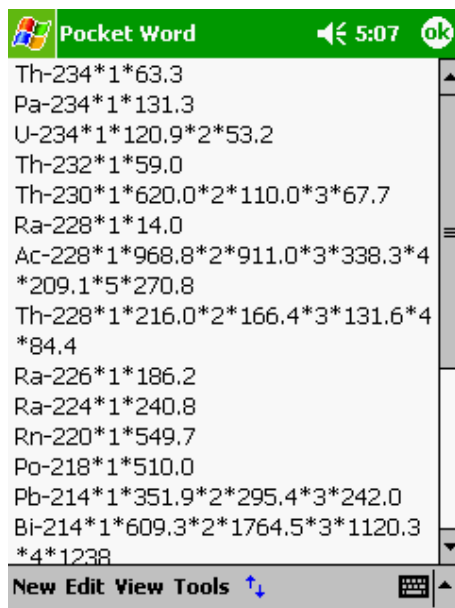 Pocket Word 5:07 ok
Th-234*1*63.3
Pa-234*1*131.3
U-234*1*120.9*2*53.2
Th-232*1*59.0
Th-230*1*620.0*2*110.0*3*67.7
Ra-228*1*14.0
Ac-228*1*968.8*2*911.0*3*338.3*4
*209.1*5*270.8
Th-228*1*216.0*2*166.4*3*131.6*4
*84.4
Ra-226*1*186.2
Ra-224*1*240.8
Rn-220*1*549.7
Po-218*1*510.0
Pb-214*1*351.9*2*295.4*3*242.0
Bi-214*1*609.3*2*1764.5*3*1120.3
*4*1238
New Edit View Tools